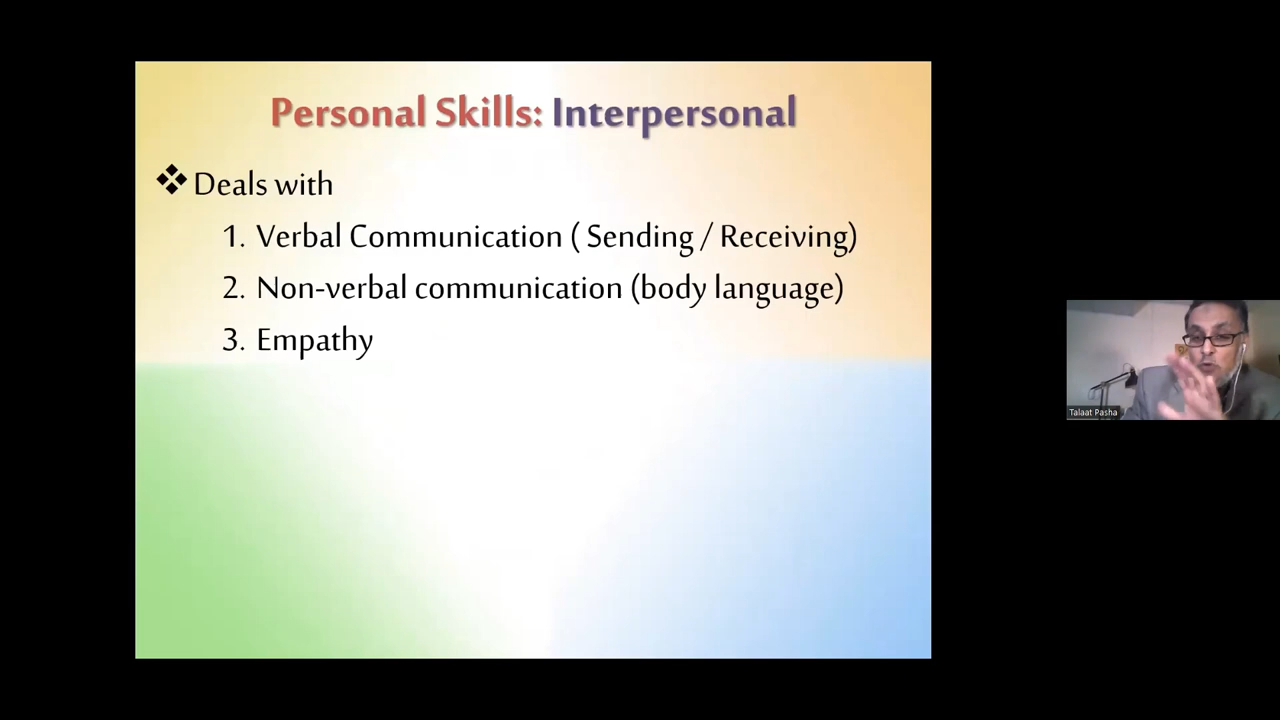 Personal Skills: Interpersonal
❖Deals with
1. Verbal Communication ( Sending / Receiving)
2. Non-verbal communication (body language)
3. Empathy
Talaat Pasha